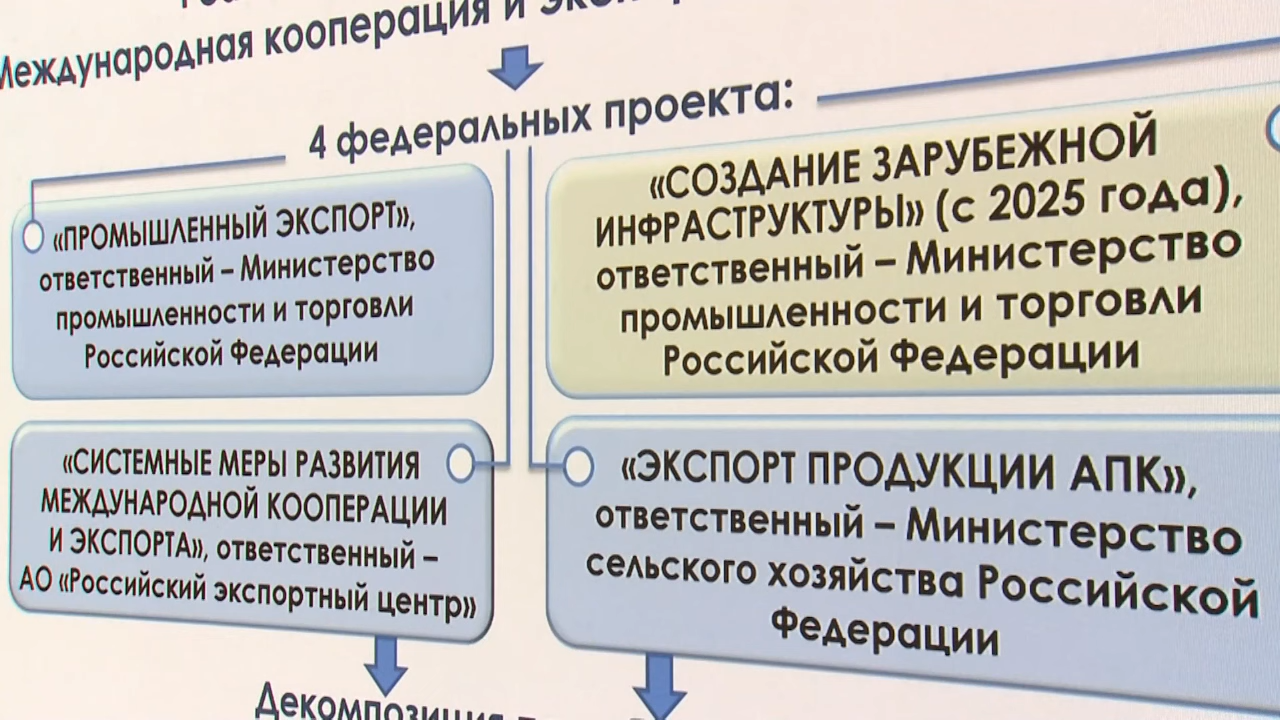 Международная кооперация и
4 федеральных проекта:
«ПРОМЫШЛЕННЫЙ ЭКСПОРТ»,
ответственный – Министерство
промышленности и торговли
Российской Федерации
«СОЗДАНИЕ ЗАРУБЕЖНОЙ
ИНФРАСТРУКТУРЫ» (с 2025 года),
ответственный – Министерство
промышленности и торговли
Российской Федерации
«СИСТЕМНЫЕ МЕРЫ РАЗВИТИЯ
МЕЖДУНАРОДНОЙ КООПЕРАЦИИ
И ЭКСПОРТА», ответственный –
АО «Российский экспортный центр»
«ЭКСПОРТ ПРОДУКЦИИ АПК»,
ответственный – Министерство
сельского хозяйства Российской
Федерации
Декомпозиция